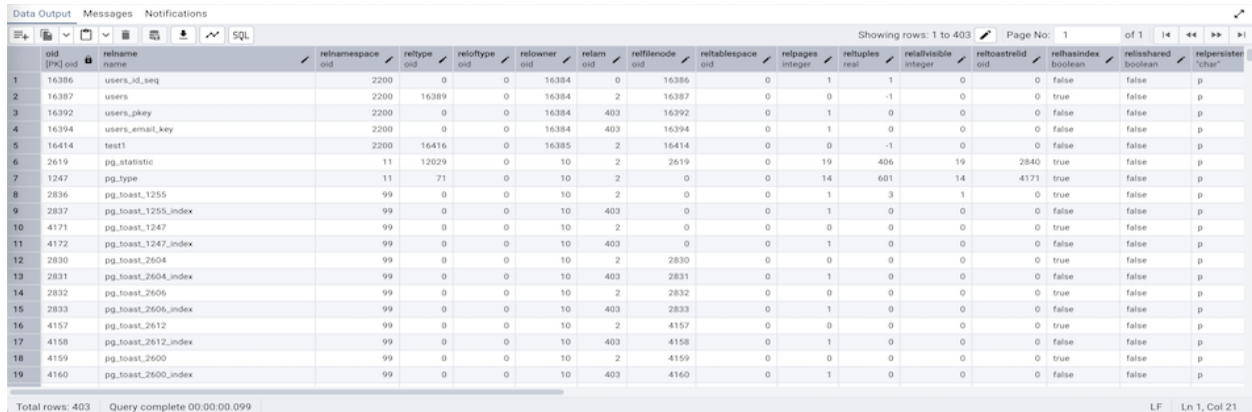 Data Output Messages Notifications
SQL Showing rows: 1 to 403 Page No: 1 of 1
oid relname relnamespace reltype reloftype relowner relam relfilenode reltablespace relpages reltuples relallvisible reltoastrelid relhasindex relisshared relpersisten
[PK] oid name oid oid oid oid oid oid oid integer real integer oid boolean boolean "char"
1 16386 users_id_seq 2200 0 0 16384 0 16386 0 1 1 0 0 false false p
2 16387 users 2200 16389 0 16384 2 16387 0 0 -1 0 0 true false p
3 16392 users_pkey 2200 0 0 16384 403 16392 0 1 0 0 0 false false p
4 16394 users_email_key 2200 0 0 16384 403 16394 0 1 0 0 0 false false p
5 16414 test1 2200 16416 0 16385 2 16414 0 0 -1 0 0 false false p
6 2619 pg_statistic 11 12029 0 10 2 2619 0 19 406 19 2840 true false p
7 1247 pg_type 11 71 0 10 2 0 0 14 601 14 4171 true false p
8 2836 pg_toast_1255 99 0 0 10 2 0 0 1 3 1 0 true false p
9 2837 pg_toast_1255_index 99 0 0 10 403 0 0 1 0 0 0 false false p
10 4171 pg_toast_1247 99 0 0 10 2 0 0 0 0 0 0 true false p
11 4172 pg_toast_1247_index 99 0 0 10 403 0 0 1 0 0 0 false false p
12 2830 pg_toast_2604 99 0 0 10 2 2830 0 0 0 0 0 true false p
13 2831 pg_toast_2604_index 99 0 0 10 403 2831 0 1 0 0 0 false false p
14 2832 pg_toast_2606 99 0 0 10 2 2832 0 0 0 0 0 true false p
15 2833 pg_toast_2606_index 99 0 0 10 403 2833 0 1 0 0 0 false false p
16 4157 pg_toast_2612 99 0 0 10 2 4157 0 0 0 0 0 true false p
17 4158 pg_toast_2612_index 99 0 0 10 403 4158 0 1 0 0 0 false false p
18 4159 pg_toast_2600 99 0 0 10 2 4159 0 0 0 0 0 true false p
19 4160 pg_toast_2600_index 99 0 0 10 403 4160 0 1 0 0 0 false false p
Total rows: 403 Query complete 00:00:00.099 LF Ln 1, Col 21